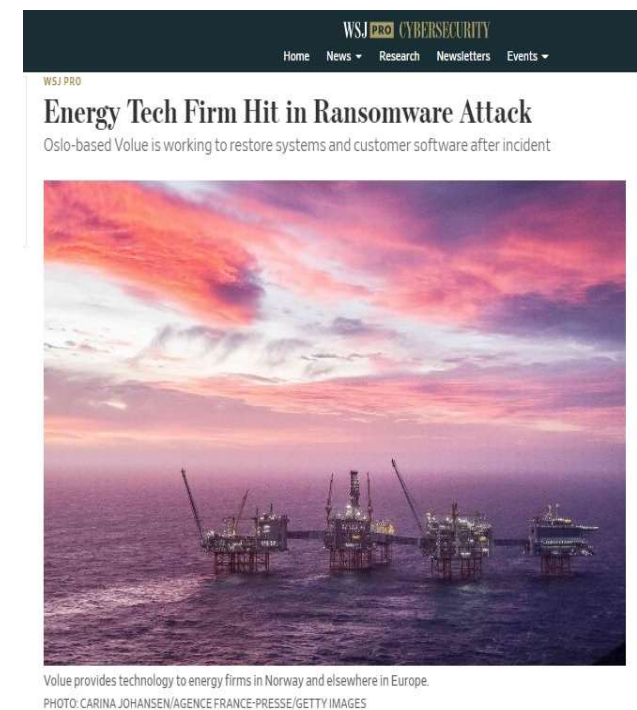 WSJ PRO CYBERSECURITY
Home News Research Newsletters Events
WSJ PRO
Energy Tech Firm Hit in Ransomware Attack
Oslo-based Volue is working to restore systems and customer software after incident
Volue provides technology to energy firms in Norway and elsewhere in Europe.
PHOTO: CARINA JOHANSEN/AGENCE FRANCE-PRESSE/GETTY IMAGES